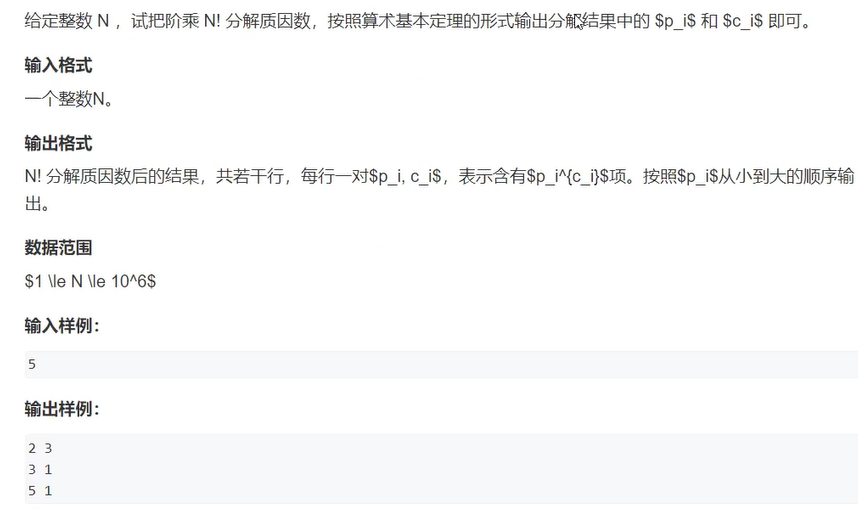 给定整数 N ，试把阶乘 N! 分解质因数，按照算术基本定理的形式输出分解结果中的 $p_i$ 和 $c_i$ 即可。
输入格式
一个整数N。
输出格式
N! 分解质因数后的结果，共若干行，每行一对$p_i, c_i$，表示含有$p_i^{c_i}$项。按照$p_i$从小到大的顺序输
出。
数据范围
$1 \le N \le 10^6$
输入样例：
5
输出样例：
2 3
3 1
5 1